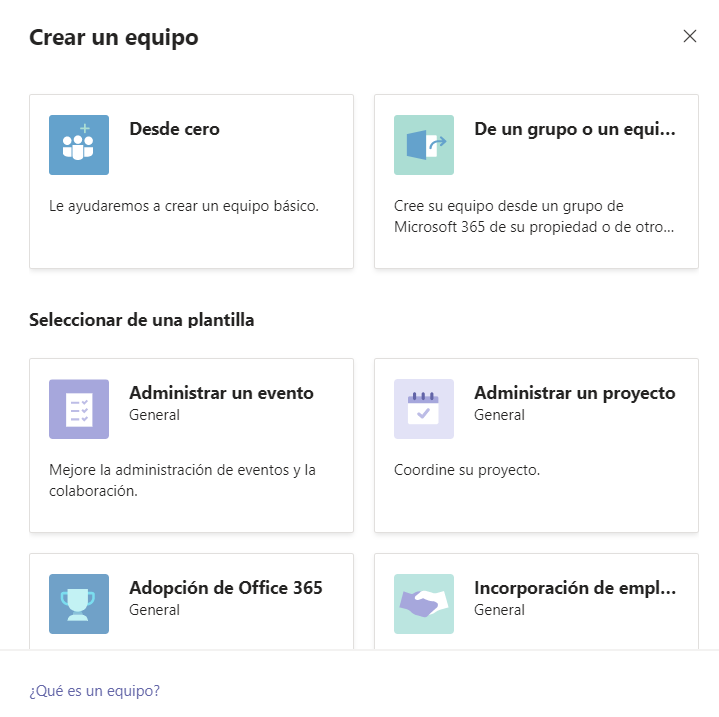 Crear un equipo
Desde cero
Le ayudaremos a crear un equipo básico.
De un grupo o un equi...
Cree su equipo desde un grupo de
Microsoft 365 de su propiedad o de otro...
Seleccionar de una plantilla
Administrar un evento
General
Mejore la administración de eventos y la
colaboración.
Administrar un proyecto
General
Coordine su proyecto.
Adopción de Office 365
General
Incorporación de empl...
General
¿Qué es un equipo?